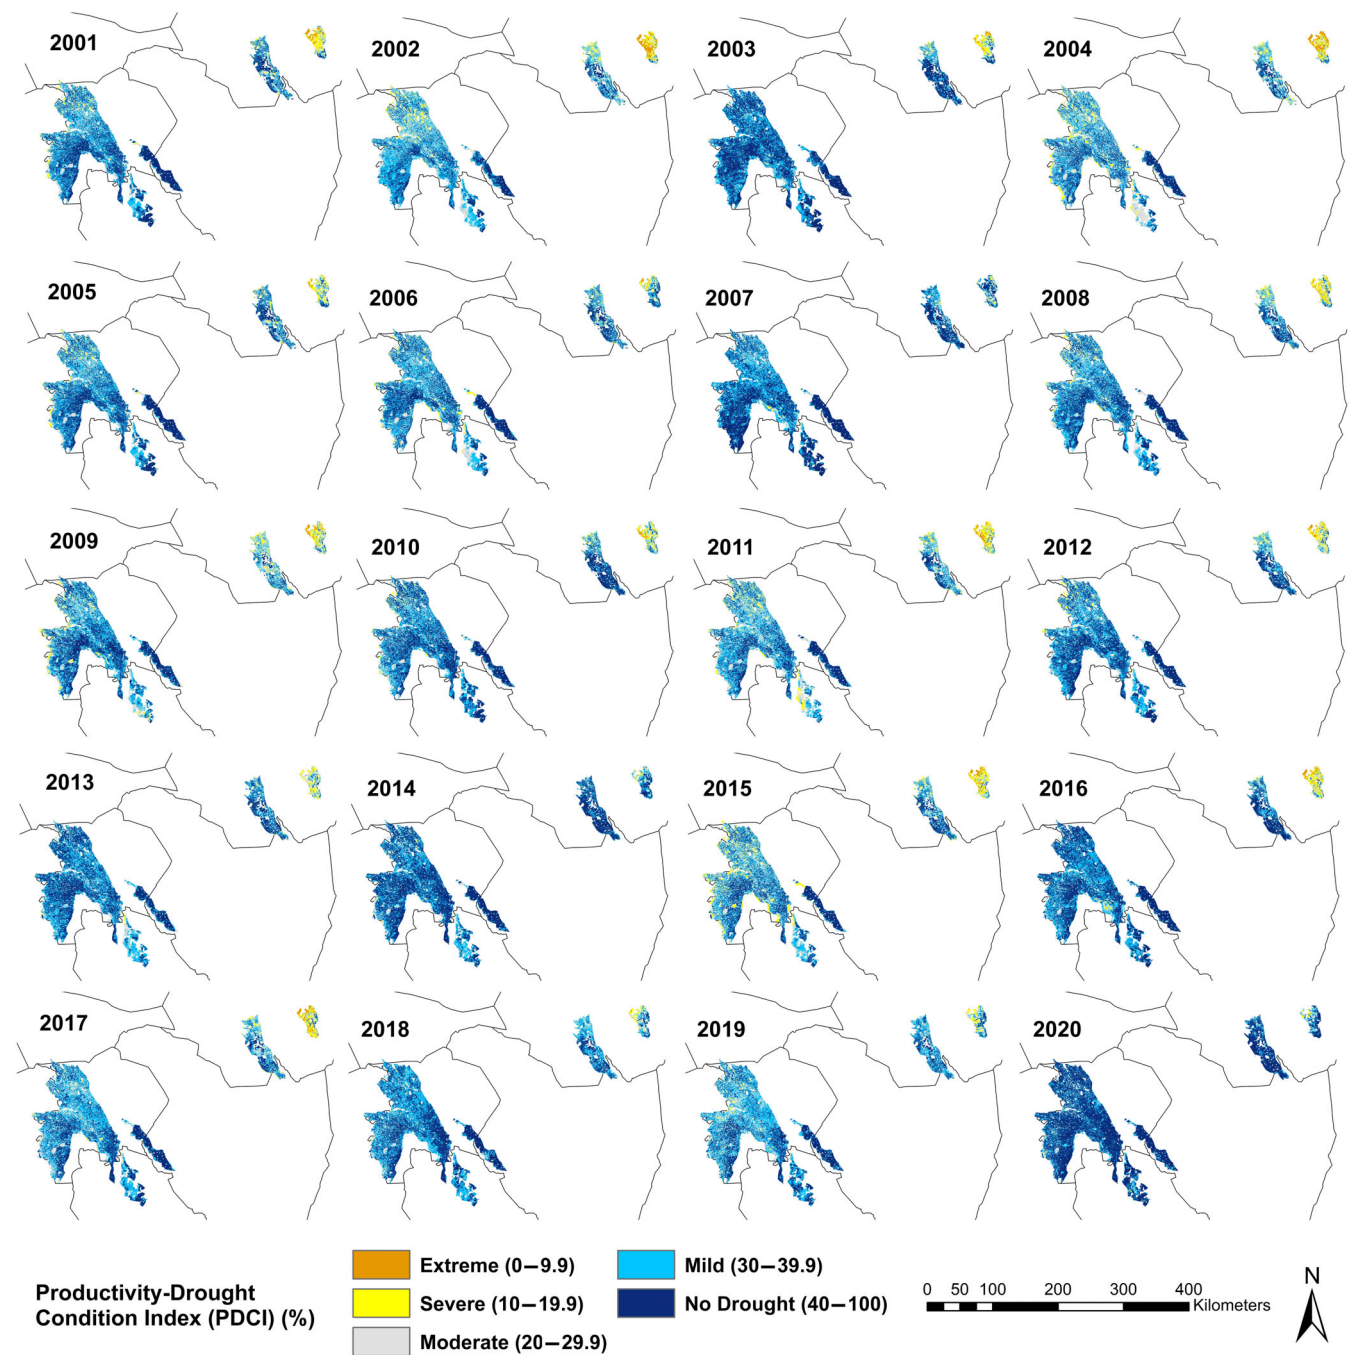 2001
2002
2003
2004
2005
2006
2007
2008
2009
2010
2011
2012
2013
2014
2015
2016
2017
2018
2019
2020
Productivity-Drought
Condition Index (PDCI) (%)
Extreme (0–9.9)
Severe (10–19.9)
Moderate (20–29.9)
Mild (30–39.9)
No Drought (40–100)
0 50 100 200 300 400
Kilometers
N